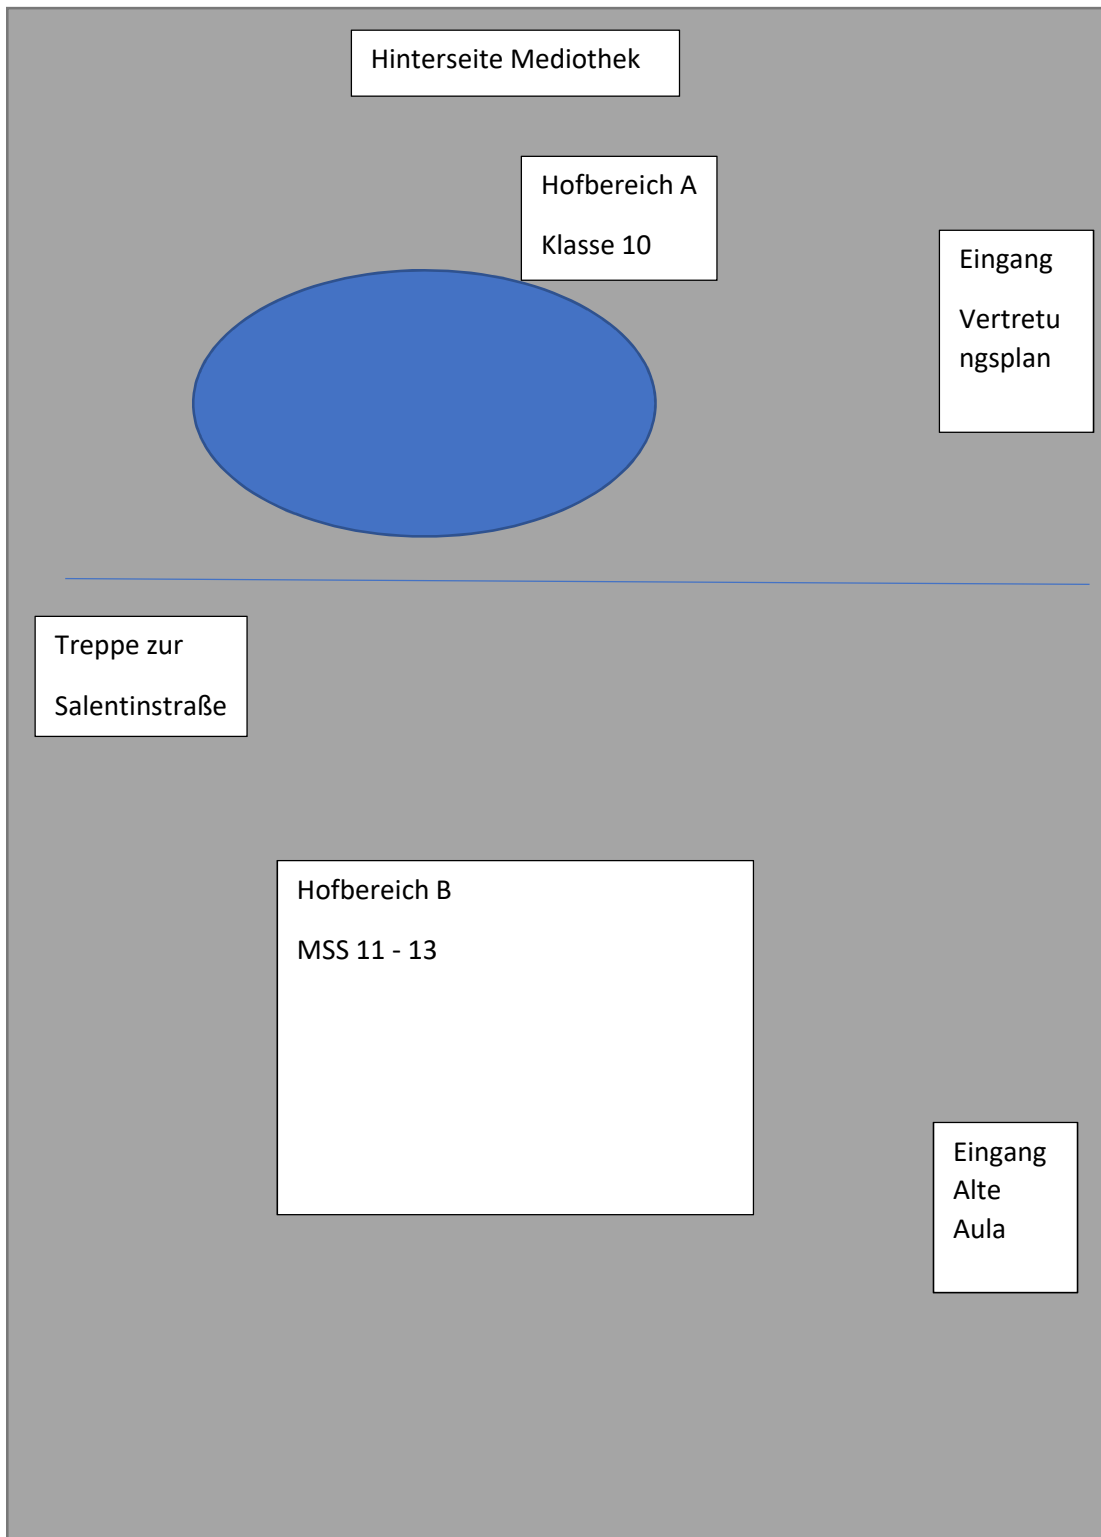 Hinterseite Mediothek
Hofbereich A
Klasse 10
Eingang
Vertretu
ngsplan
Treppe zur
Salentinstraße
Hofbereich B
MSS 11 - 13
Eingang
Alte
Aula